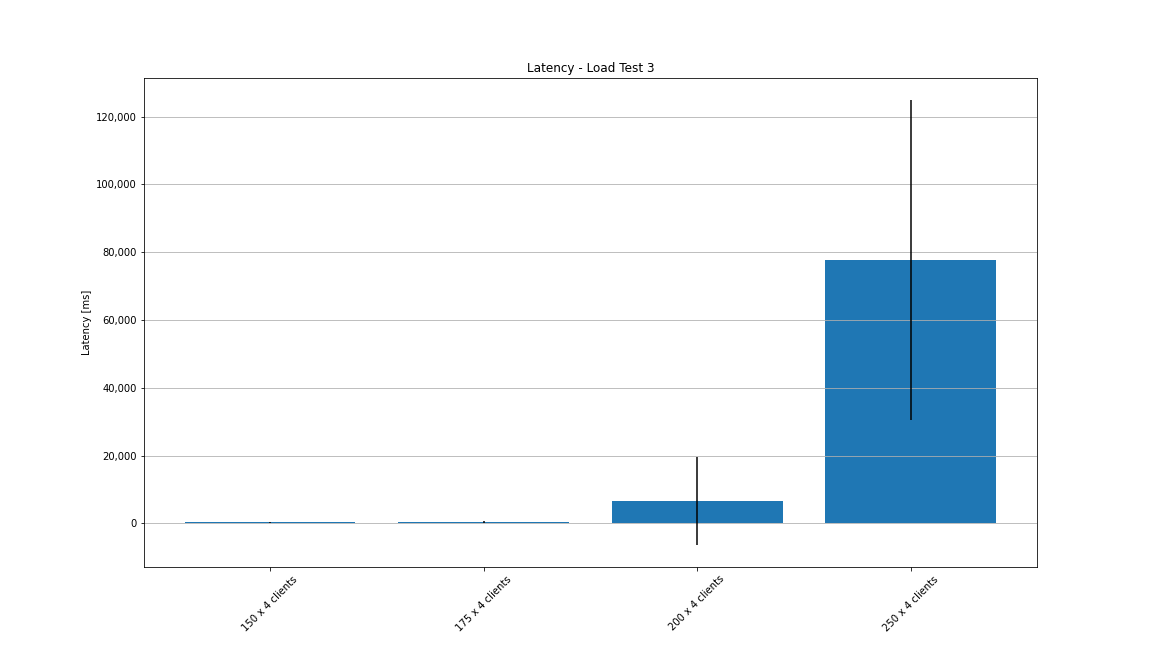 Latency - Load Test 3
120,000
100,000
80,000
60,000
40,000
20,000
0
Latency [ms]
150 x 4 clients
175 x 4 clients
200 x 4 clients
250 x 4 clients